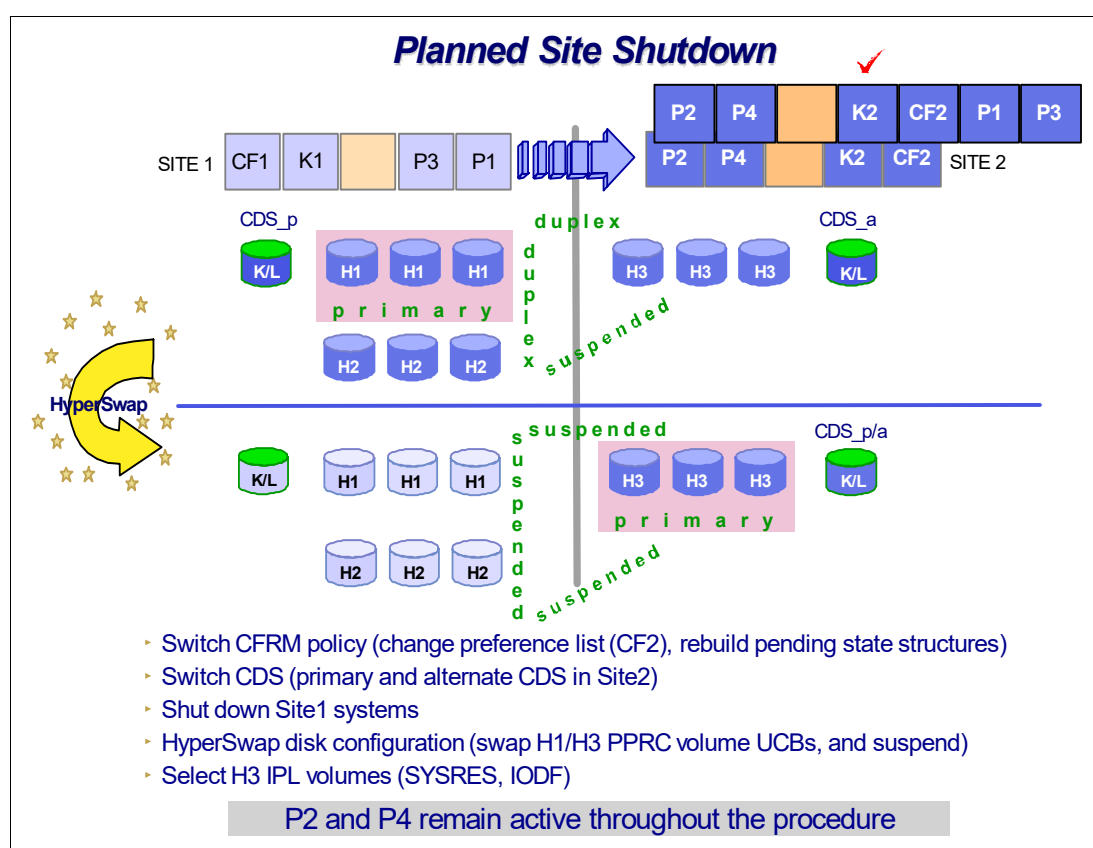 Planned Site Shutdown
P2 P4 K2 CF2 P1 P3
SITE 1 CF1 K1 P3 P1
P2 P4 K2 CF2 SITE 2
CDS_p
duplex
CDS_a
K/L H1 H1 H1
duplex
H3 H3 H3 K/L
primary
suspended
H2 H2 H2
HyperSwap
suspended
CDS_p/a
K/L H1 H1 H1
suspended
H3 H3 H3 K/L
primary
H2 H2 H2
suspended
Switch CFRM policy (change preference list (CF2), rebuild pending state structures)
Switch CDS (primary and alternate CDS in Site2)
Shut down Site1 systems
HyperSwap disk configuration (swap H1/H3 PPRC volume UCBs, and suspend)
Select H3 IPL volumes (SYSRES, IODF)
P2 and P4 remain active throughout the procedure